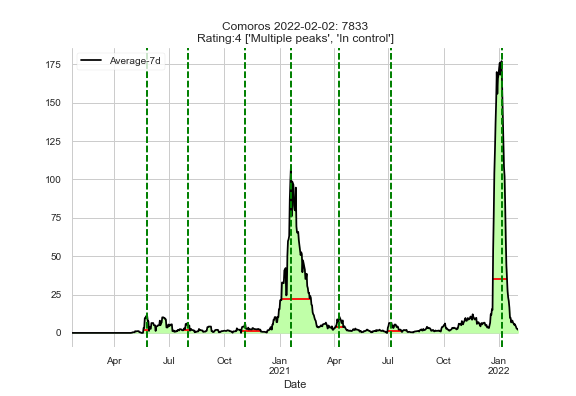 Comoros 2022-02-02: 7833
Rating:4 ['Multiple peaks', 'In control']
Average-7d
175
150
125
100
75
50
25
0
Apr
Jul
Oct
Jan
2021
Apr
Jul
Oct
Jan
2022
Date